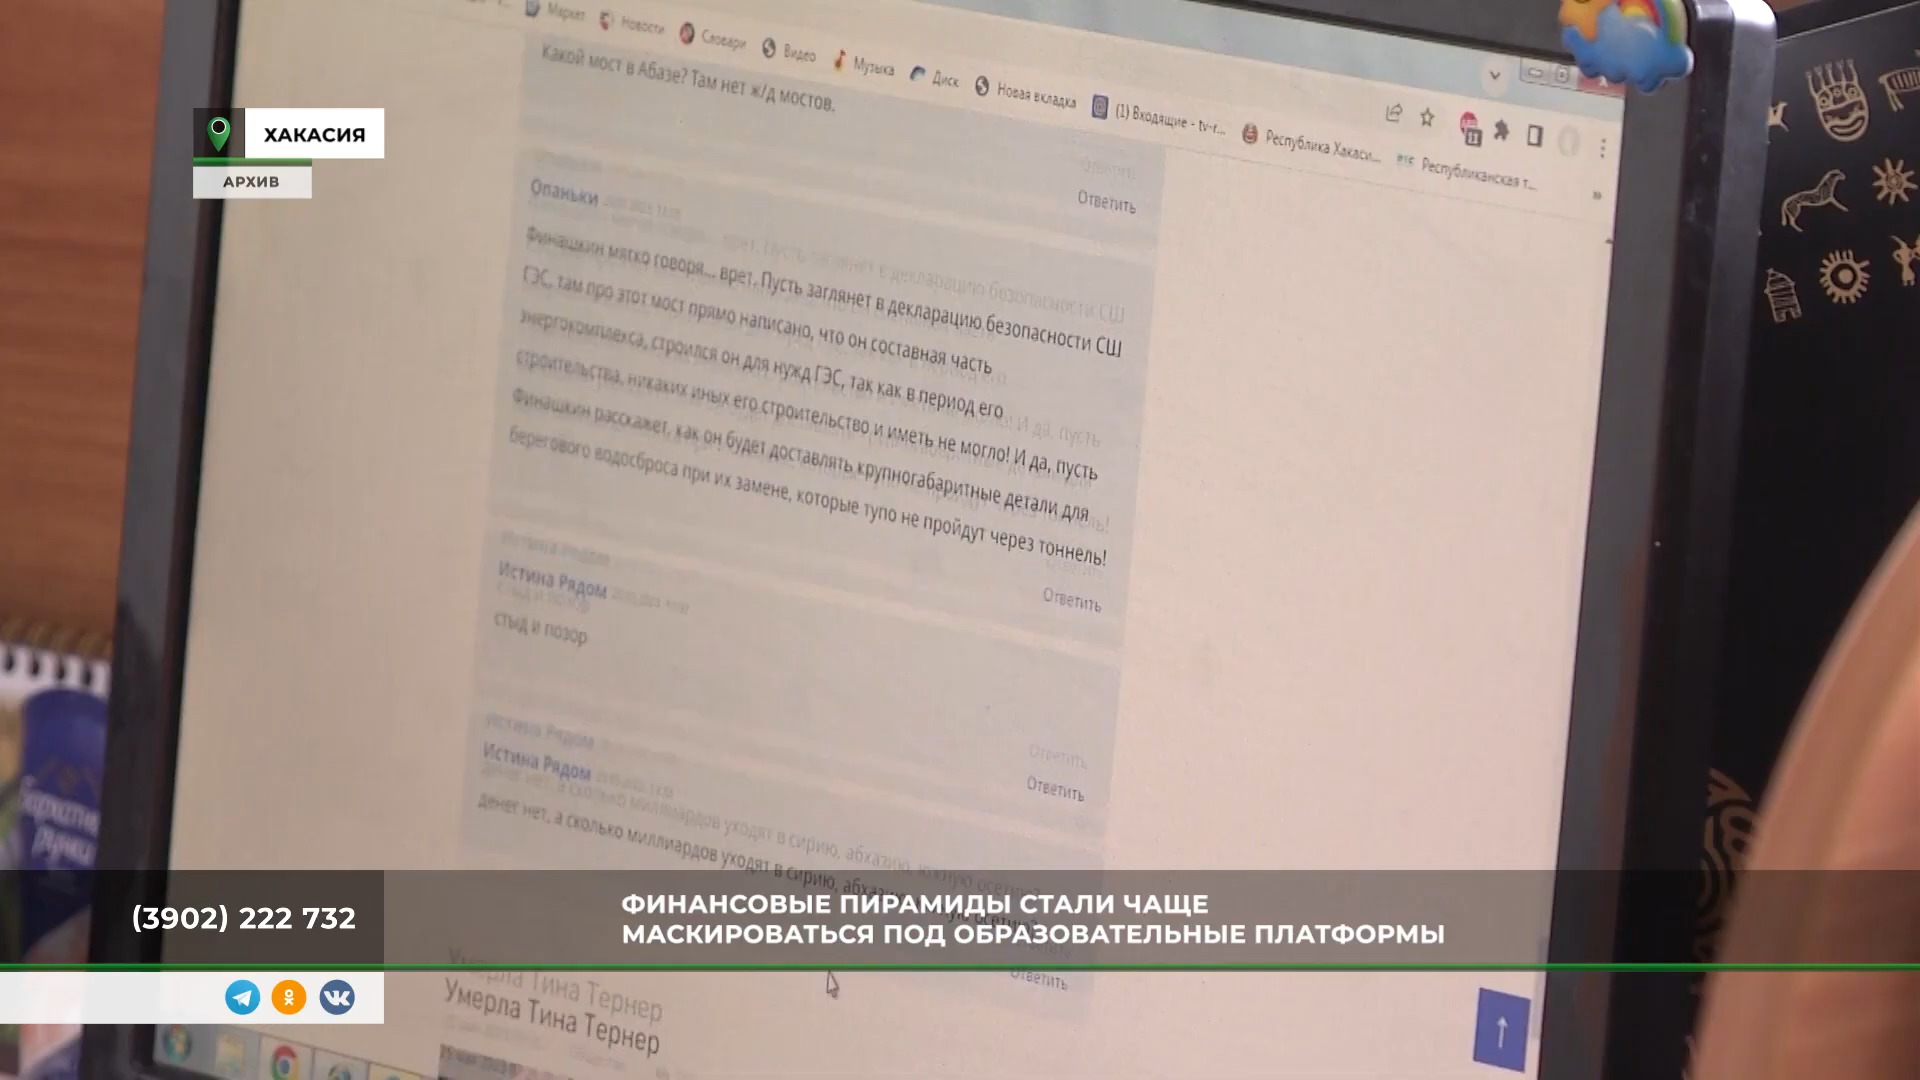 Маркет Новости Словари Видео Музыка Диск Новая вкладка (1) Входящие - tv-r... Республика Хакаси... Республиканская т... »
ХАКАСИЯ
АРХИВ
Какой мост в Абазе? Там нет ж/д мостов.
Ответить
Опаньки
Финашкин мягко говоря... врет. Пусть заглянет в декларацию безопасности СШ
ГЭС, там про этот мост прямо написано, что он составная часть
энергокомплекса, строился он для нужд ГЭС, так как в период его
строительства, никаких иных его строительство и иметь не могло! И да, пусть
Финашкин расскажет, как он будет доставлять крупногабаритные детали для
берегового водосброса при их замене, которые тупо не пройдут через тоннель!
Ответить
Истина Рядом
стыд и позор
Ответить
Истина Рядом
денег нет, а сколько миллиардов уходят в сирию, абхазию, южную осетию?
Ответить
Умерла Тина Тернер
(3902) 222 732
ФИНАНСОВЫЕ ПИРАМИДЫ СТАЛИ ЧАЩЕ
МАСКИРОВАТЬСЯ ПОД ОБРАЗОВАТЕЛЬНЫЕ ПЛАТФОРМЫ